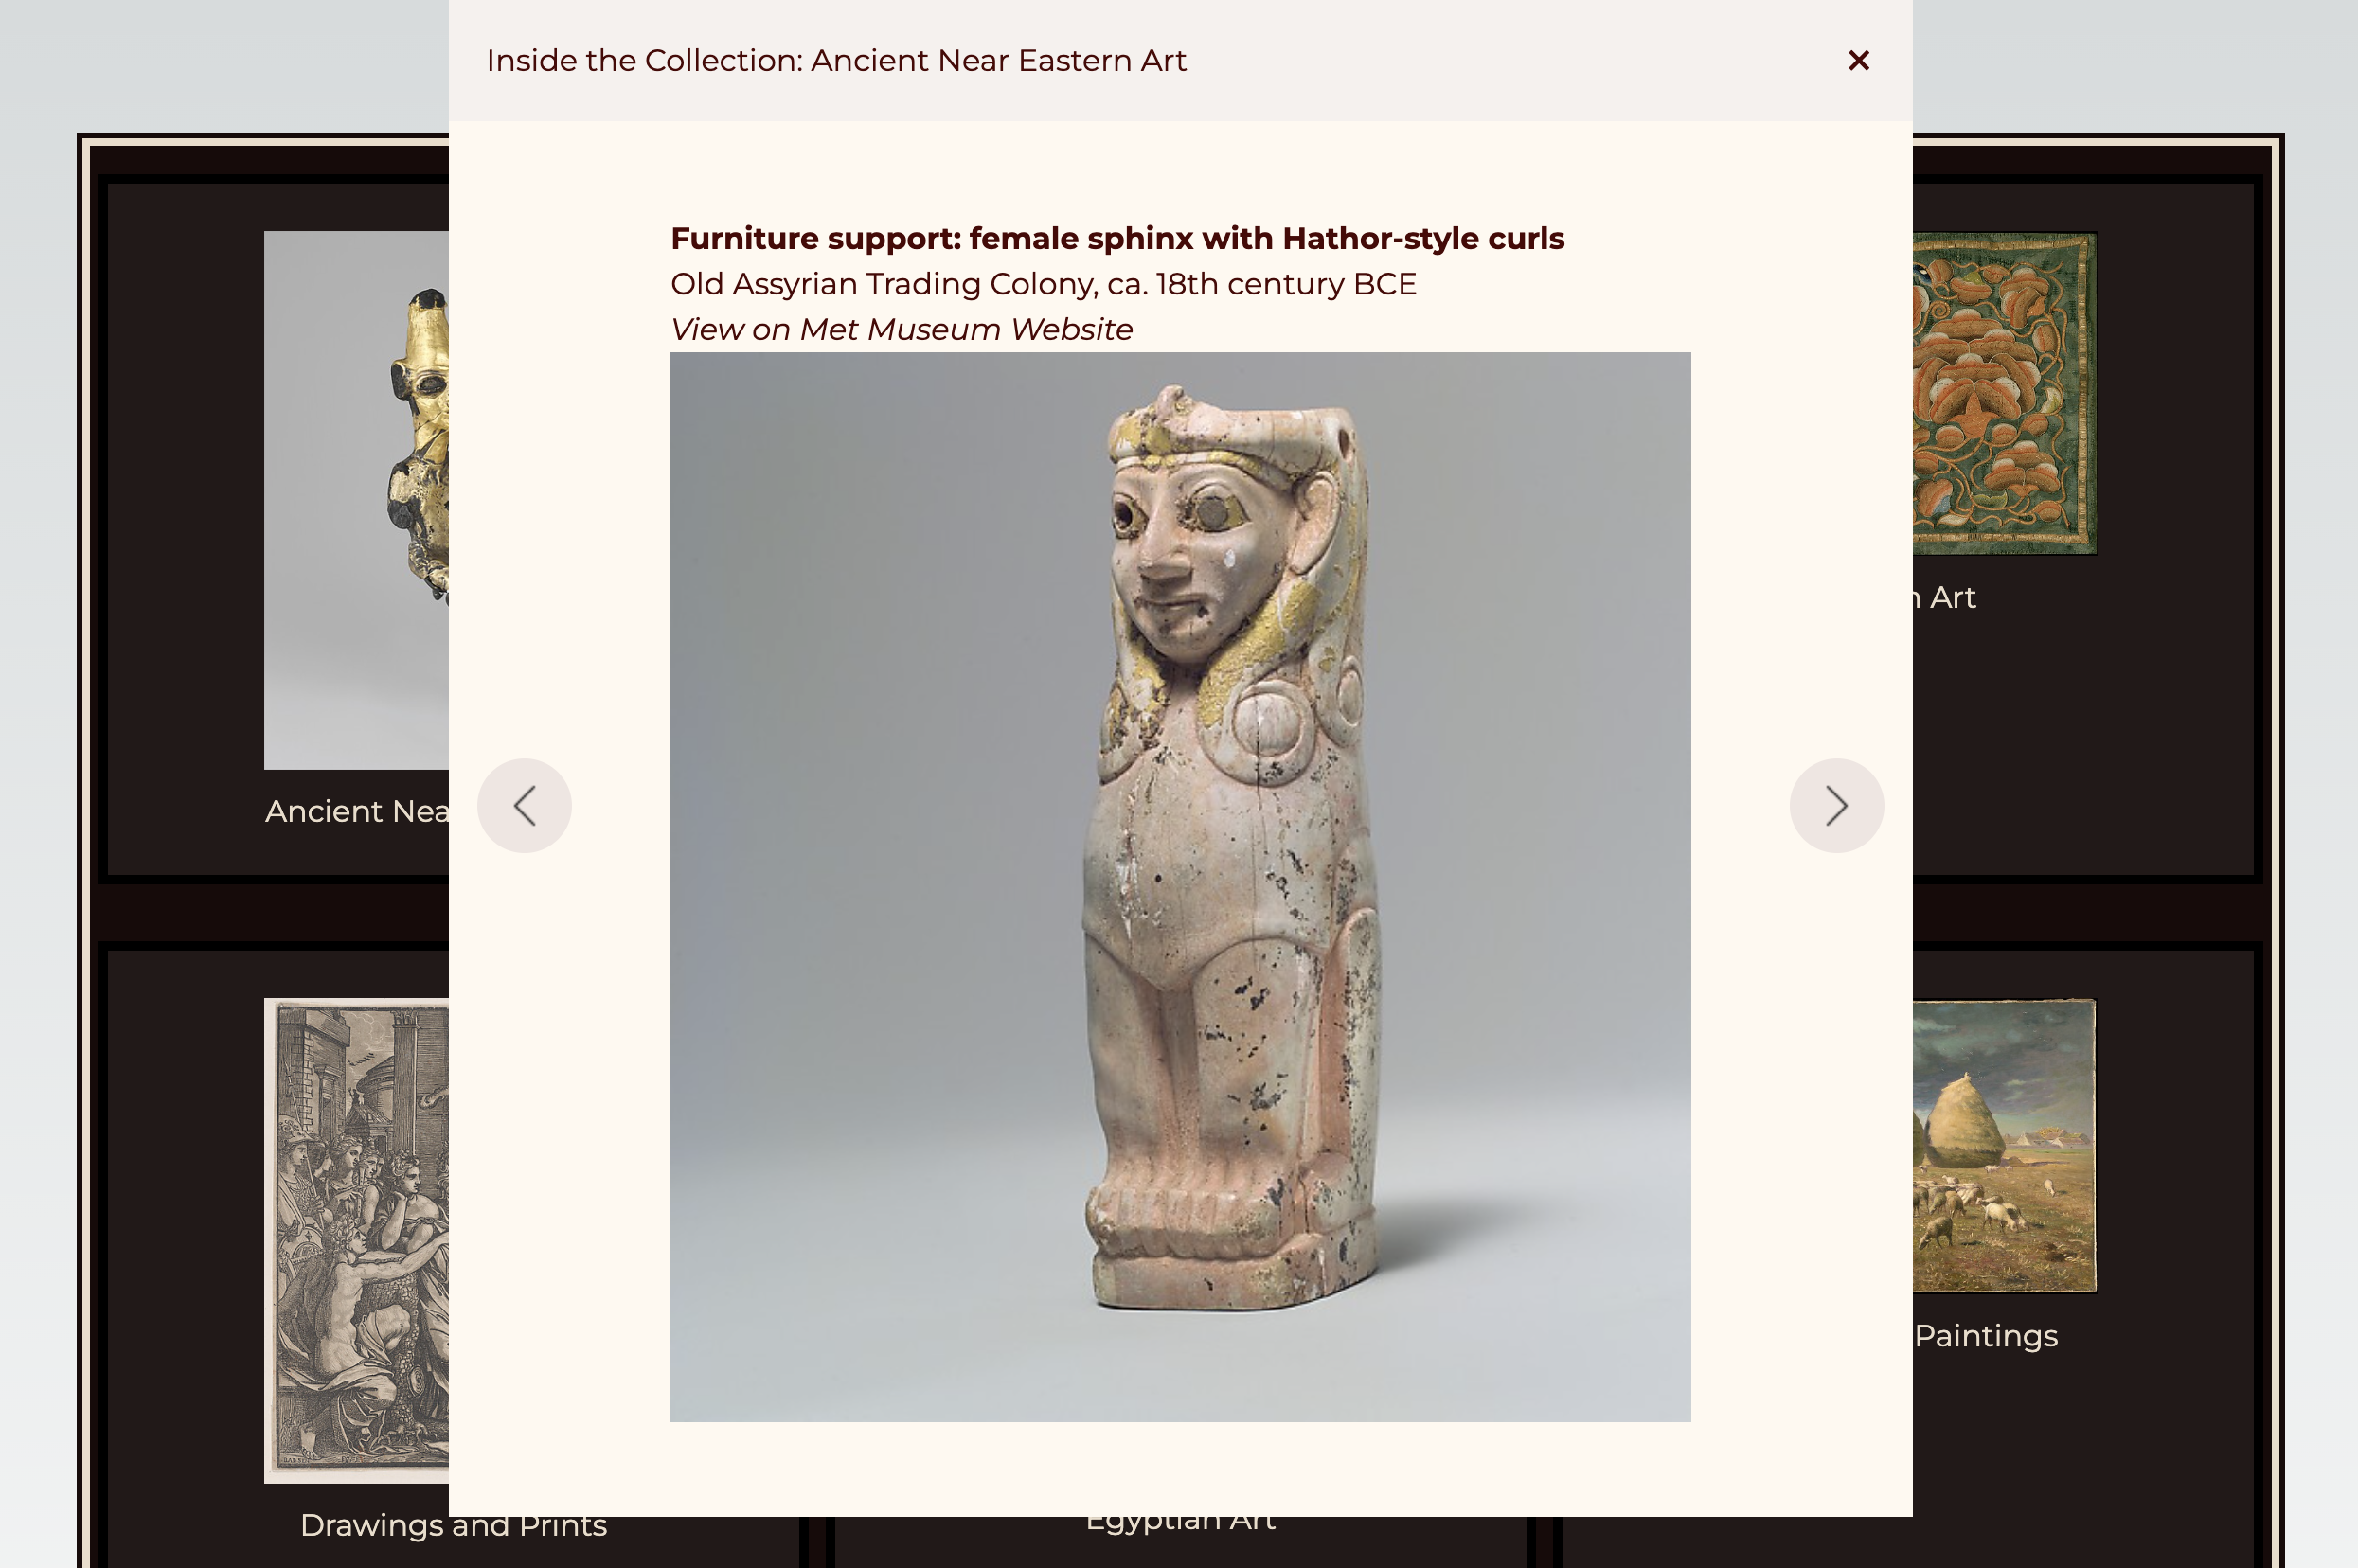 Inside the Collection: Ancient Near Eastern Art
Furniture support: female sphinx with Hathor-style curls
Old Assyrian Trading Colony, ca. 18th century BCE
View on Met Museum Website
Art
Ancient Nea
Paintings
Drawings and Prints
Egyptian Art